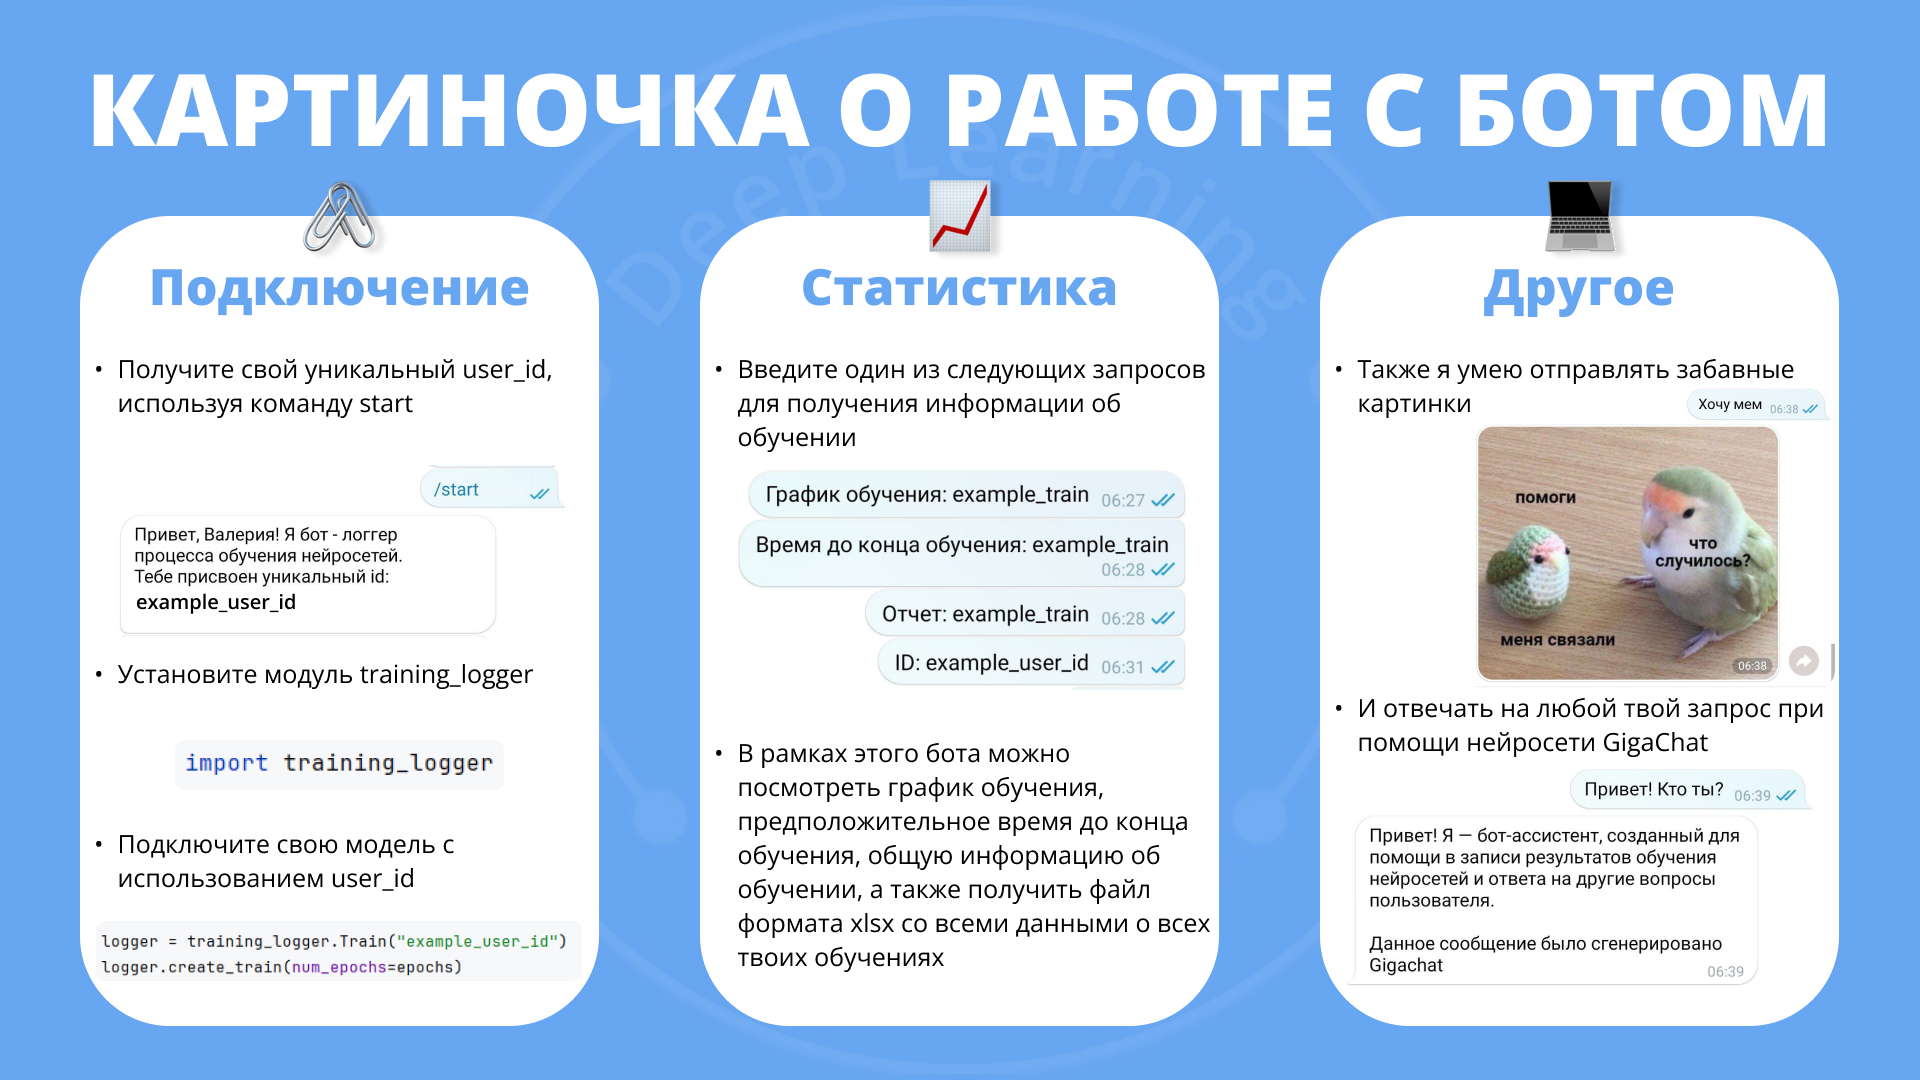 КАРТИНОЧКА О РАБОТЕ С БОТОМ
Deep Learning
Подключение
• Получите свой уникальный user_id,
используя команду start
/start
Привет, Валерия! Я бот - логгер
процесса обучения нейросетей.
Тебе присвоен уникальный id:
example_user_id
• Установите модуль training_logger
import training_logger
• Подключите свою модель с
использованием user_id
logger = training_logger.Train("example_user_id")
logger.create_train(num_epochs=epochs)
Статистика
• Введите один из следующих запросов
для получения информации об
обучении
График обучения: example_train 06:27
Время до конца обучения: example_train
06:28
Отчет: example_train 06:28
ID: example_user_id 06:31
• В рамках этого бота можно
посмотреть график обучения,
предположительное время до конца
обучения, общую информацию об
обучении, а также получить файл
формата xlsx со всеми данными о всех
твоих обучениях
Другое
• Также я умею отправлять забавные
картинки
Хочу мем 06:38
помоги
что
случилось?
меня связали
06:38
• И отвечать на любой твой запрос при
помощи нейросети GigaChat
Привет! Кто ты? 06:39
Привет! Я — бот-ассистент, созданный для
помощи в записи результатов обучения
нейросетей и ответа на другие вопросы
пользователя.
Данное сообщение было сгенерировано
Gigachat
06:39